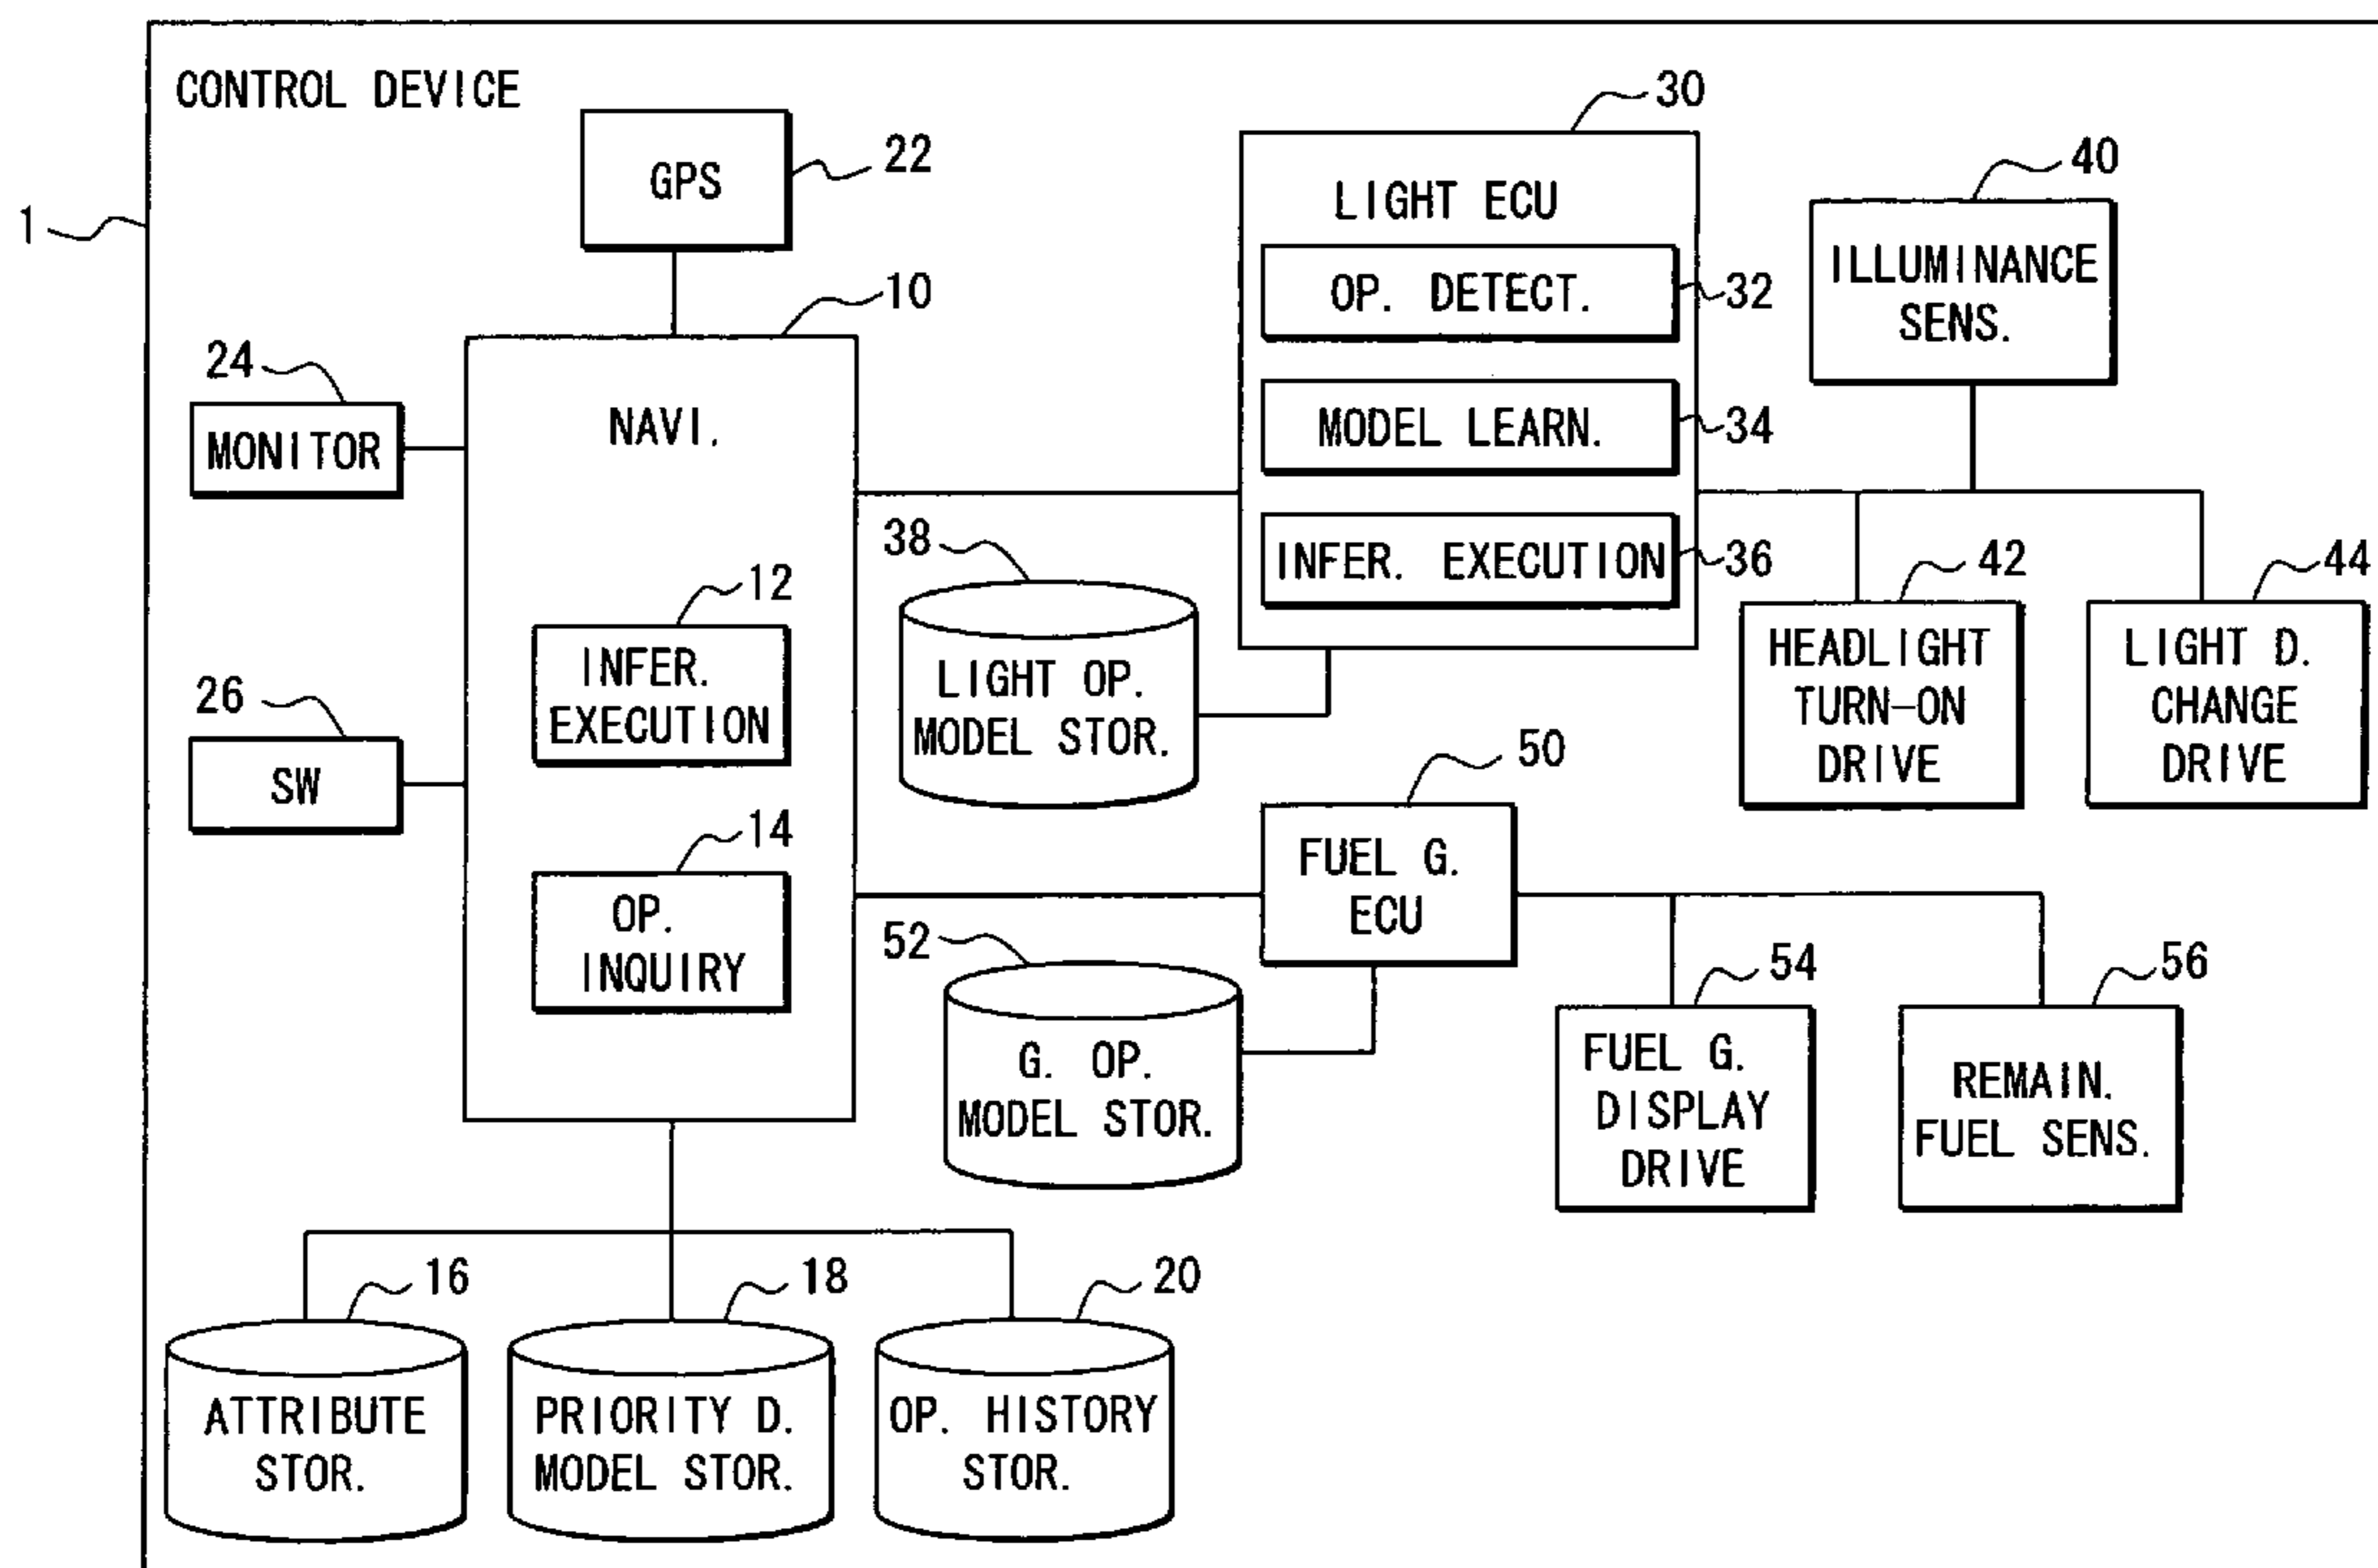 CONTROL DEVICE
1
GPS
22
10
NAVI.
24
MONITOR
26
SW
12
INFER.
EXECUTION
14
OP.
INQUIRY
30
LIGHT ECU
OP. DETECT.
32
MODEL LEARN.
34
INFER. EXECUTION
36
40
ILLUMINANCE
SENS.
38
LIGHT OP.
MODEL STOR.
42
HEADLIGHT
TURN-ON
DRIVE
44
LIGHT D.
CHANGE
DRIVE
50
FUEL G.
ECU
52
G. OP.
MODEL STOR.
54
FUEL G.
DISPLAY
DRIVE
56
REMAIN.
FUEL SENS.
16
ATTRIBUTE
STOR.
18
PRIORITY D.
MODEL STOR.
20
OP. HISTORY
STOR.